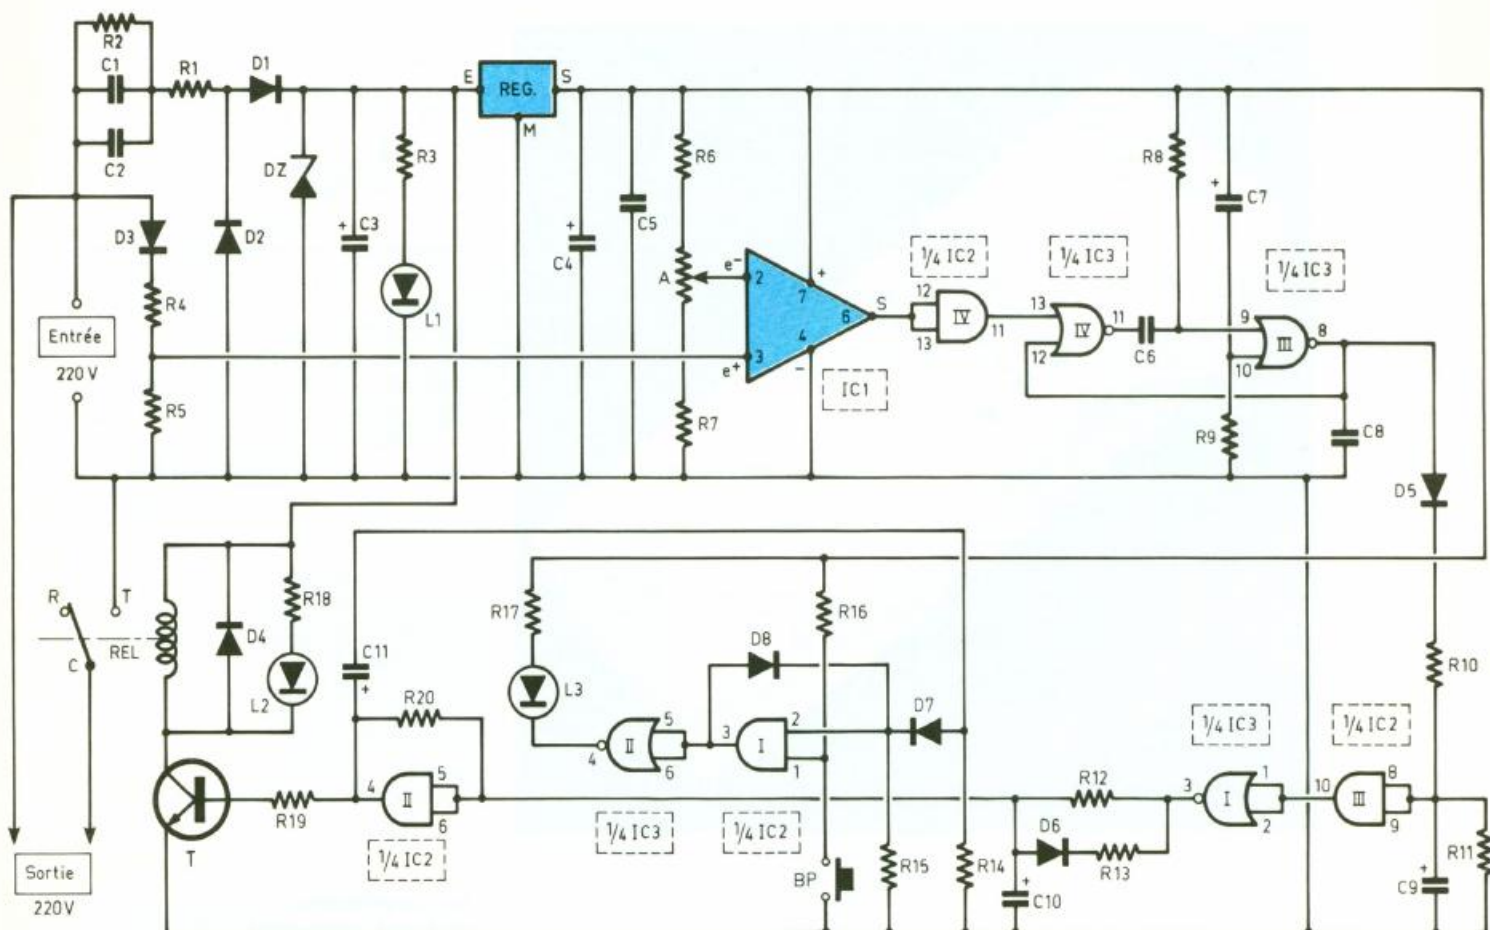 R2
C1
R1
D1
E
REG.
S
M
C2
DZ
R3
R6
R8
C7
D3
D2
C3
+
C4
+
C5
L1
R4
A
e-
2
7
+
6
S
4
-
3
e+
IC1
Entrée
220 V
R5
R7
1/4 IC2
12
IV
13
11
1/4 IC3
13
IV
12
11
C6
+
1/4 IC3
9
III
10
8
R9
C8
D5
R
T
C
REL
D4
R18
L2
C11
+
R20
R17
L3
R16
D8
D7
R10
1/4 IC3
1/4 IC2
4
II
5
6
3
I
2
1
R12
3
I
1
2
10
III
8
9
T
R19
4
II
5
6
1/4 IC2
1/4 IC3
1/4 IC2
BP
R15
R14
D6
R13
+
C10
C9
+
R11
Sortie
220 V